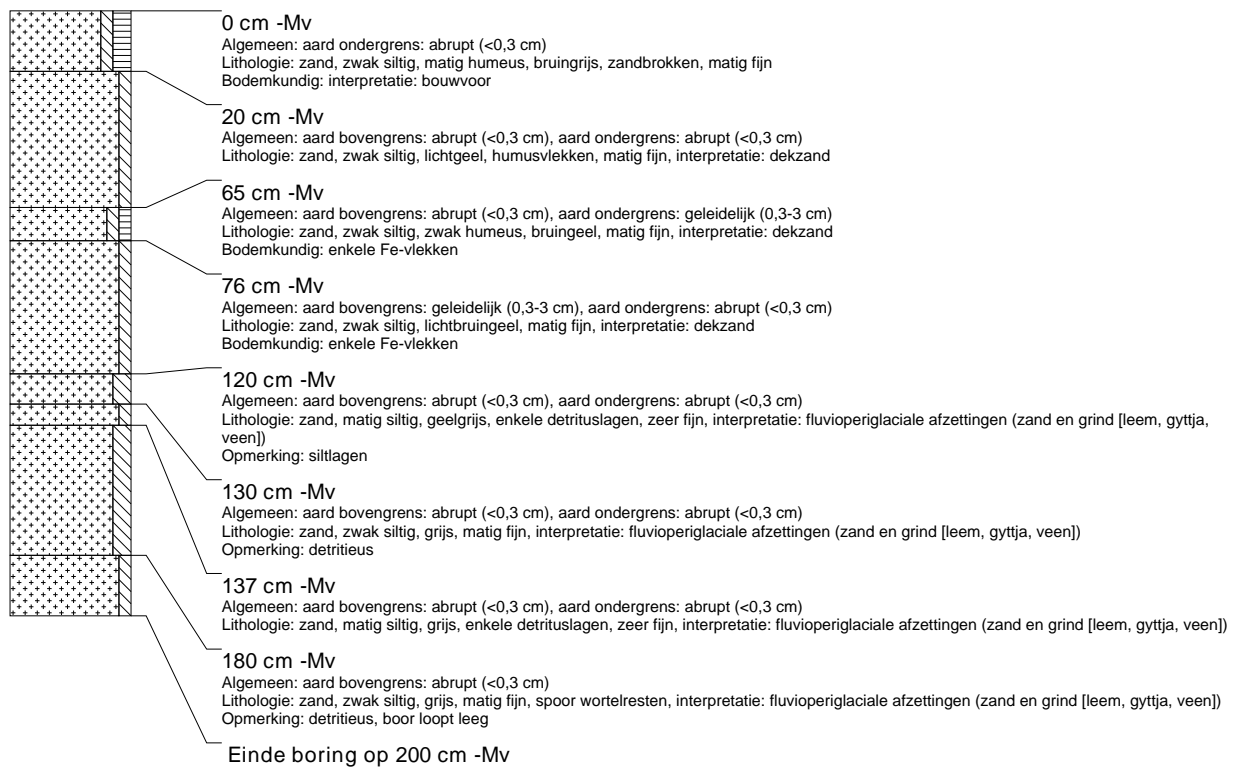 0 cm -Mv
Algemeen: aard ondergrens: abrupt (<0,3 cm)
Lithologie: zand, zwak siltig, matig humeus, bruingrijs, zandbrokken, matig fijn
Bodemkundig: interpretatie: bouwvoor
20 cm -Mv
Algemeen: aard bovengrens: abrupt (<0,3 cm), aard ondergrens: abrupt (<0,3 cm)
Lithologie: zand, zwak siltig, lichtgeel, humusvlekken, matig fijn, interpretatie: dekzand
65 cm -Mv
Algemeen: aard bovengrens: abrupt (<0,3 cm), aard ondergrens: geleidelijk (0,3-3 cm)
Lithologie: zand, zwak siltig, zwak humeus, bruingeel, matig fijn, interpretatie: dekzand
Bodemkundig: enkele Fe-vlekken
76 cm -Mv
Algemeen: aard bovengrens: geleidelijk (0,3-3 cm), aard ondergrens: abrupt (<0,3 cm)
Lithologie: zand, zwak siltig, lichtbruingeel, matig fijn, interpretatie: dekzand
Bodemkundig: enkele Fe-vlekken
120 cm -Mv
Algemeen: aard bovengrens: abrupt (<0,3 cm), aard ondergrens: abrupt (<0,3 cm)
Lithologie: zand, matig siltig, geelgrijs, enkele detrituslagen, zeer fijn, interpretatie: fluvioperiglaciale afzettingen (zand en grind [leem, gyttja,
veen])
Opmerking: siltlagen
130 cm -Mv
Algemeen: aard bovengrens: abrupt (<0,3 cm), aard ondergrens: abrupt (<0,3 cm)
Lithologie: zand, zwak siltig, grijs, matig fijn, interpretatie: fluvioperiglaciale afzettingen (zand en grind [leem, gyttja, veen])
Opmerking: detritieus
137 cm -Mv
Algemeen: aard bovengrens: abrupt (<0,3 cm), aard ondergrens: abrupt (<0,3 cm)
Lithologie: zand, matig siltig, grijs, enkele detrituslagen, zeer fijn, interpretatie: fluvioperiglaciale afzettingen (zand en grind [leem, gyttja, veen])
180 cm -Mv
Algemeen: aard bovengrens: abrupt (<0,3 cm)
Lithologie: zand, zwak siltig, grijs, matig fijn, spoor wortelresten, interpretatie: fluvioperiglaciale afzettingen (zand en grind [leem, gyttja, veen])
Opmerking: detritieus, boor loopt leeg
Einde boring op 200 cm -Mv